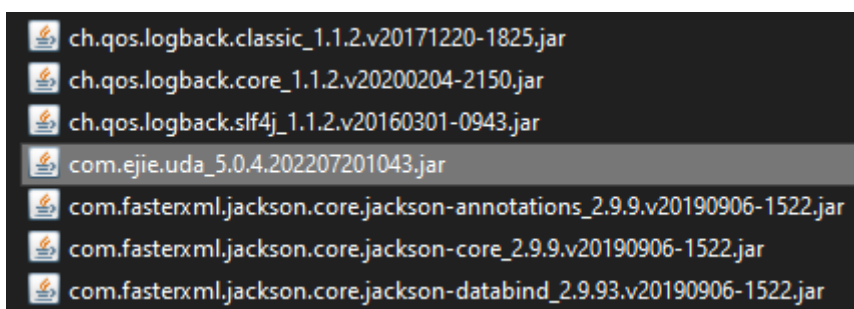 ch.qos.logback.classic_1.1.2.v20171220-1825.jar
ch.qos.logback.core_1.1.2.v20200204-2150.jar
ch.qos.logback.slf4j_1.1.2.v20160301-0943.jar
com.ejie.uda_5.0.4.202207201043.jar
com.fasterxml.jackson.core.jackson-annotations_2.9.9.v20190906-1522.jar
com.fasterxml.jackson.core.jackson-core_2.9.9.v20190906-1522.jar
com.fasterxml.jackson.core.jackson-databind_2.9.93.v20190906-1522.jar